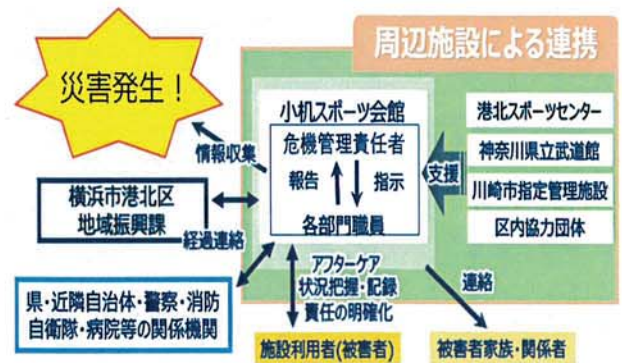 周辺施設による連携
災害発生！
小机スポーツ会館
危機管理責任者
報告
指示
各部門職員
情報収集
支援
港北スポーツセンター
神奈川県立武道館
川崎市指定管理施設
区内協力団体
横浜市港北区
地域振興課
経過連絡
アフターケア
状況把握・記録
責任の明確化
連絡
県・近隣自治体・警察・消防
自衛隊・病院等の関係機関
施設利用者(被害者)
被害者家族・関係者